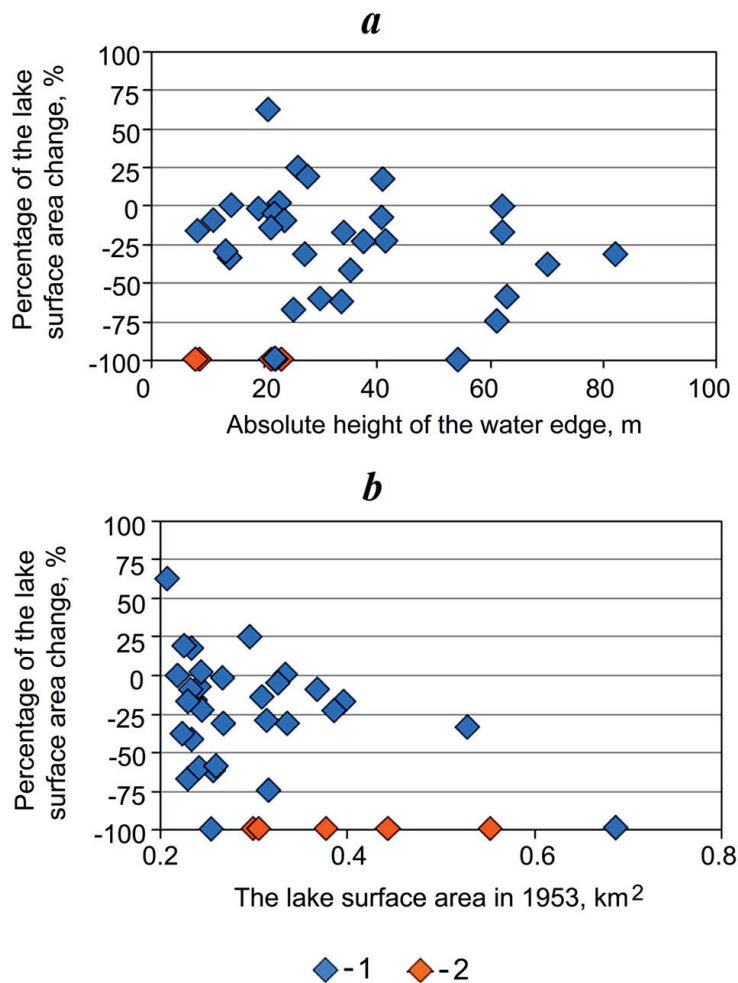 a
Percentage of the lake
surface area change, %
100
75
50
25
0
-25
-50
-75
-100
0 20 40 60 80 100
Absolute height of the water edge, m
b
Percentage of the lake
surface area change, %
100
75
50
25
0
-25
-50
-75
-100
0.2 0.4 0.6 0.8
The lake surface area in 1953, km²
-1 -2